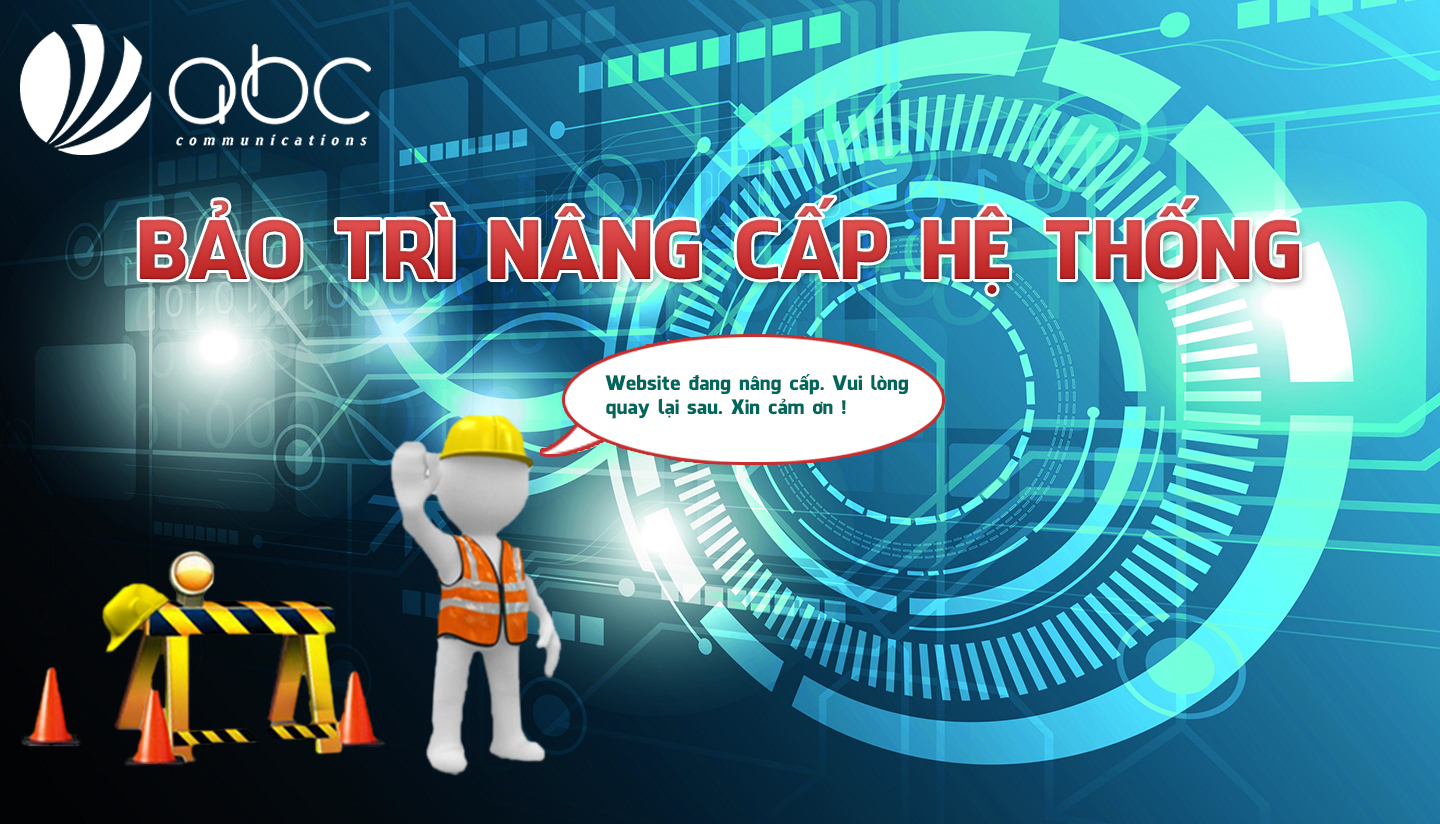 abc
communications
BẢO TRÌ NÂNG CẤP HỆ THỐNG
Website đang nâng cấp. Vui lòng
quay lại sau. Xin cảm ơn !